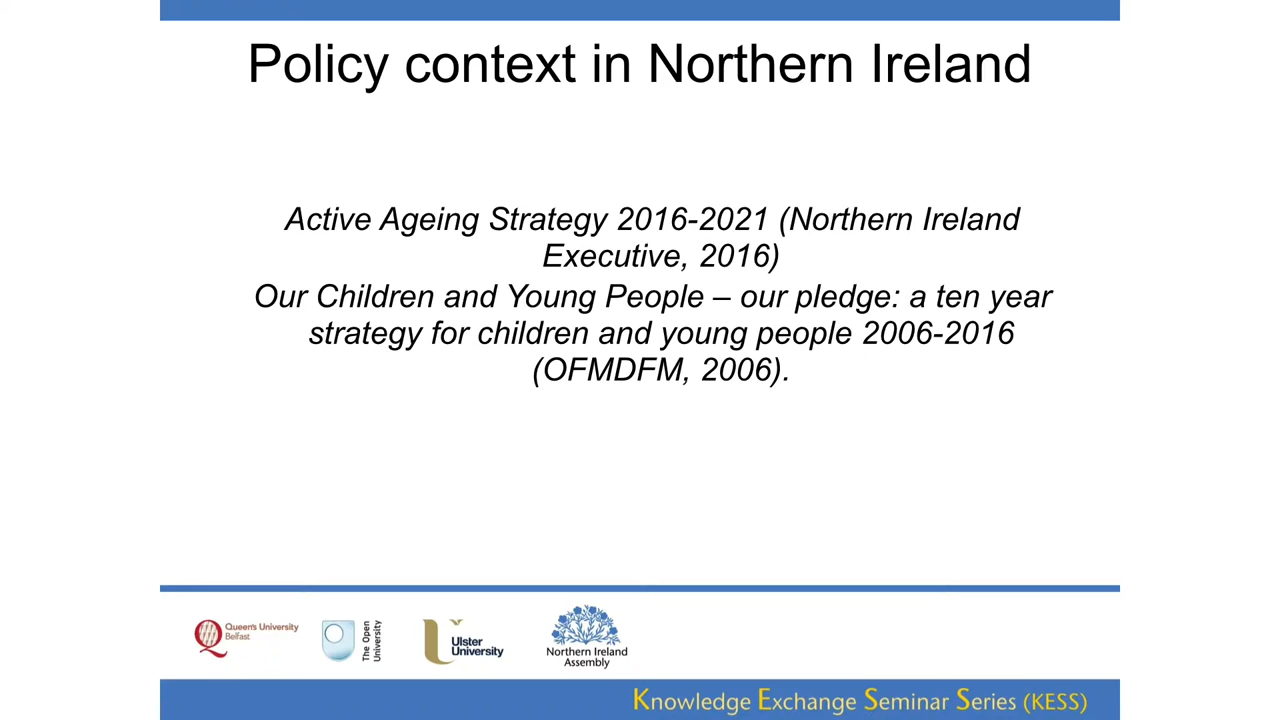 Policy context in Northern Ireland
Active Ageing Strategy 2016-2021 (Northern Ireland
Executive, 2016)
Our Children and Young People – our pledge: a ten year
strategy for children and young people 2006-2016
(OFMDFM, 2006).
Queen's University
Belfast
The Open
University
Ulster
University
Northern Ireland
Assembly
Knowledge Exchange Seminar Series (KESS)